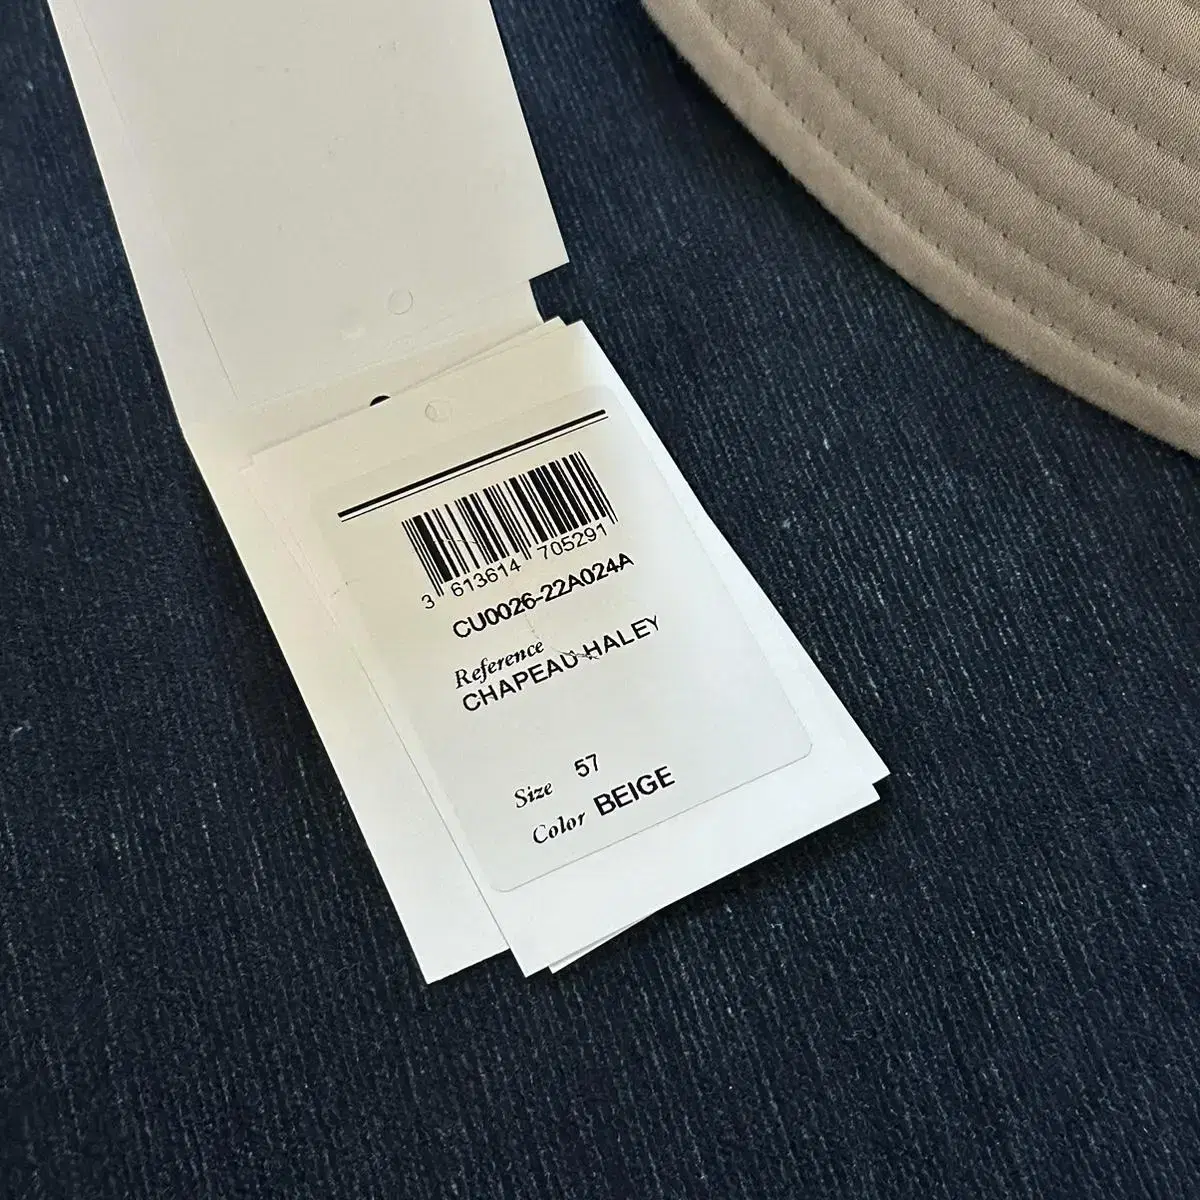 3 613614 705291
CU0026-22A024A
Reference
CHAPEAU HALEY
Size 57
Color BEIGE